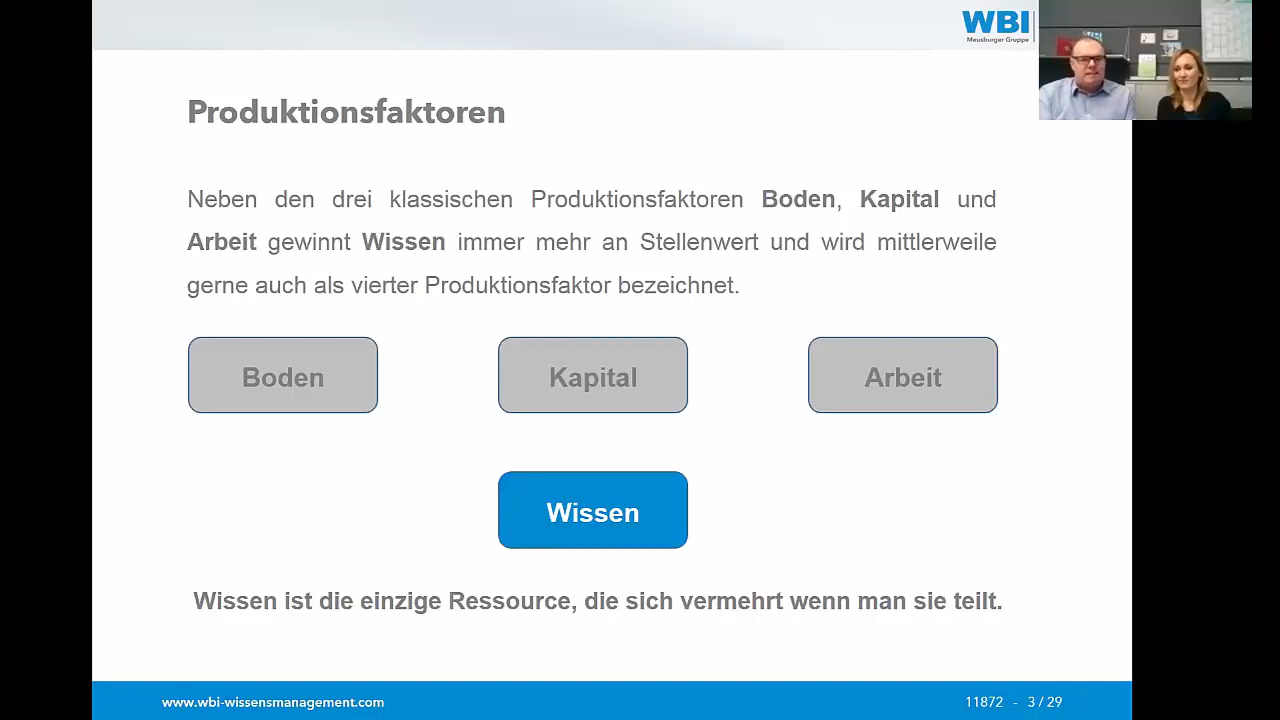 WBI
Meusburger Gruppe
Produktionsfaktoren
Neben den drei klassischen Produktionsfaktoren Boden, Kapital und
Arbeit gewinnt Wissen immer mehr an Stellenwert und wird mittlerweile
gerne auch als vierter Produktionsfaktor bezeichnet.
Boden
Kapital
Arbeit
Wissen
Wissen ist die einzige Ressource, die sich vermehrt wenn man sie teilt.
www.wbi-wissensmanagement.com
11872 - 3 / 29